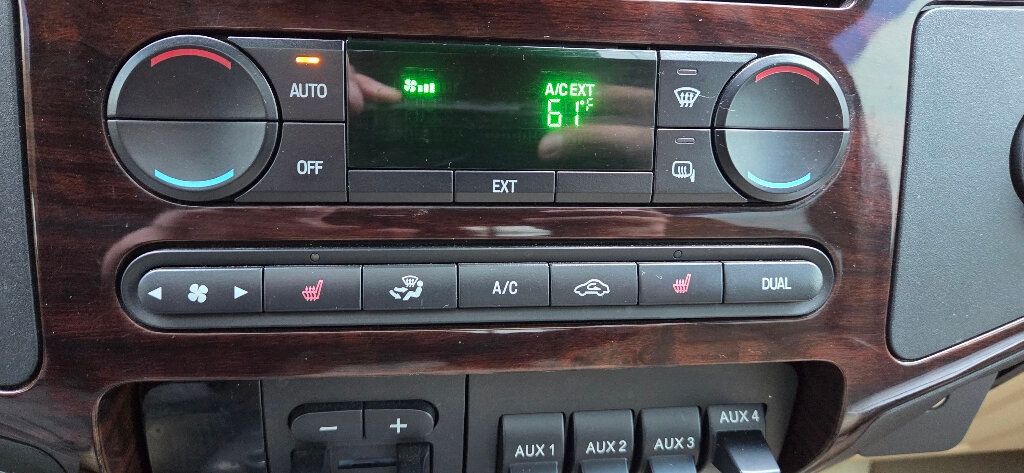 AUTO
A/C EXT
61°F
OFF
EXT
A/C
DUAL
− +
AUX 1 AUX 2 AUX 3 AUX 4